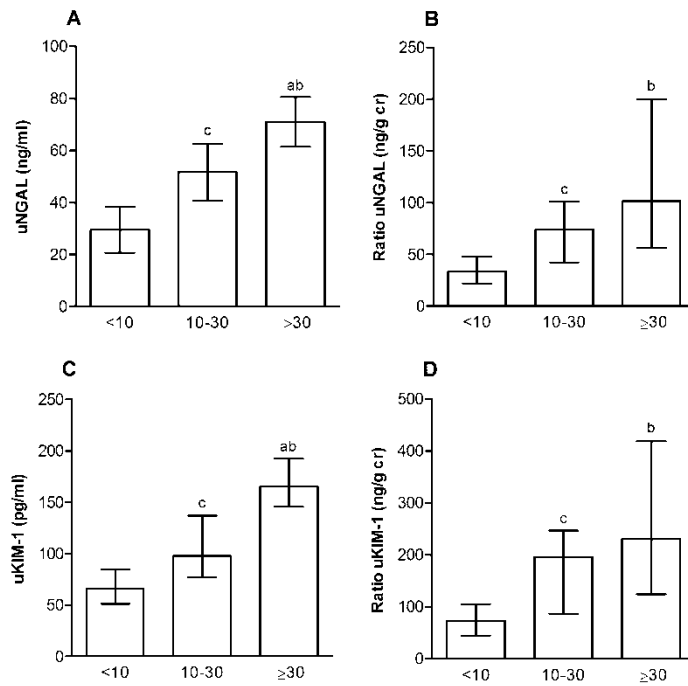 A
uNGAL (ng/ml)
100
80
60
40
20
0
c
ab
<10
10-30
≥30
B
Ratio uNGAL (ng/g cr)
250
200
150
100
50
0
c
b
<10
10-30
≥30
C
uKIM-1 (pg/ml)
250
200
150
100
50
0
c
ab
<10
10-30
≥30
D
Ratio uKIM-1 (ng/g cr)
500
400
300
200
100
0
c
b
<10
10-30
≥30